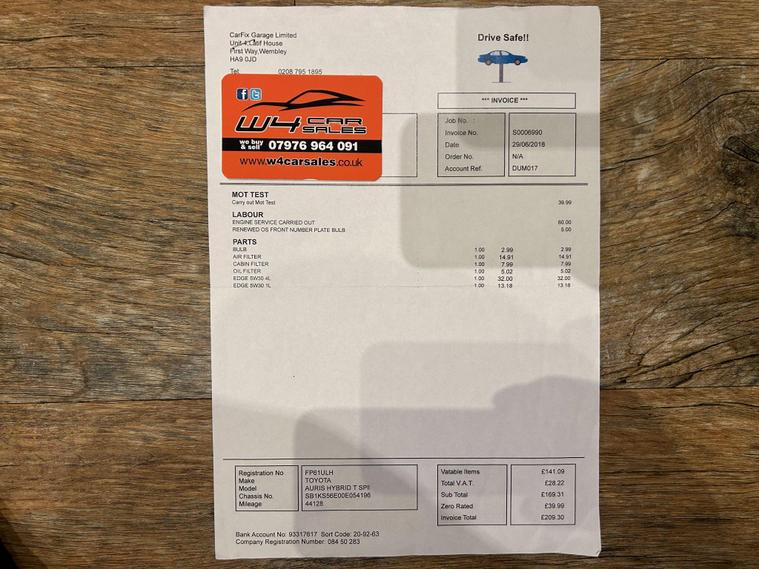 CarFix Garage Limited
Unit 4,Latif House
First Way,Wembley
HA9 0JD
Tel: 0208 795 1895
Drive Safe!!
*** INVOICE ***
W4 CAR SALES
we buy & sell 07976 964 091
www.w4carsales.co.uk
Job No. :
Invoice No. S0006990
Date 29/06/2018
Order No. N/A
Account Ref. DUM017
MOT TEST
Carry out Mot Test 39.99
LABOUR
ENGINE SERVICE CARRIED OUT 60.00
RENEWED OS FRONT NUMBER PLATE BULB 5.00
PARTS
BULB 1.00 2.99 2.99
AIR FILTER 1.00 14.91 14.91
CABIN FILTER 1.00 7.99 7.99
OIL FILTER 1.00 5.02 5.02
EDGE 5W30 4L 1.00 32.00 32.00
EDGE 5W30 1L 1.00 13.18 13.18
Registration No FP61ULH
Make TOYOTA
Model AURIS HYBRID T SPI
Chassis No. SB1KS56E00E054196
Mileage 44128
Vatable Items £141.09
Total V.A.T. £28.22
Sub Total £169.31
Zero Rated £39.99
Invoice Total £209.30
Bank Account No: 93317817 Sort Code: 20-92-63
Company Registration Number: 084 50 283